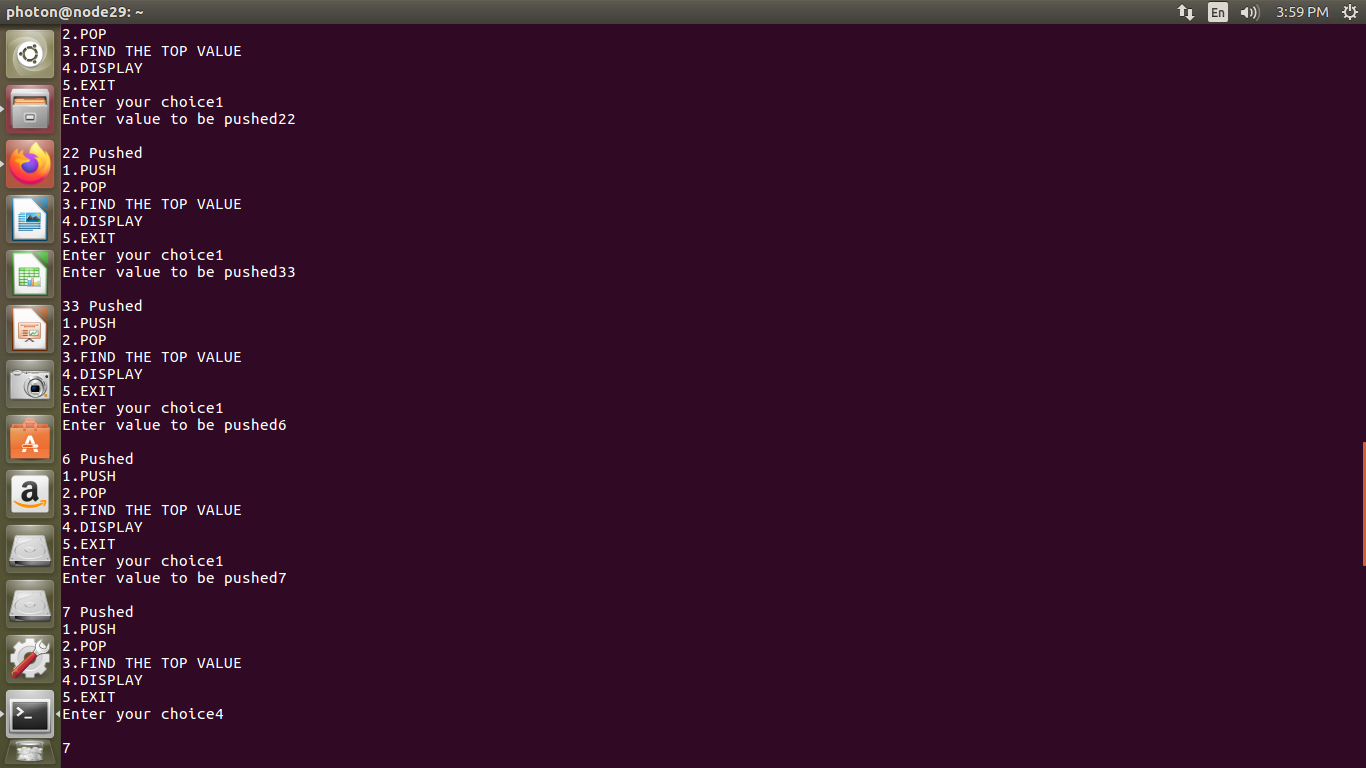 photon@node29: ~
En
3:59 PM
2.POP
3.FIND THE TOP VALUE
4.DISPLAY
5.EXIT
Enter your choice1
Enter value to be pushed22
22 Pushed
1.PUSH
2.POP
3.FIND THE TOP VALUE
4.DISPLAY
5.EXIT
Enter your choice1
Enter value to be pushed33
33 Pushed
1.PUSH
2.POP
3.FIND THE TOP VALUE
4.DISPLAY
5.EXIT
Enter your choice1
Enter value to be pushed6
6 Pushed
1.PUSH
2.POP
3.FIND THE TOP VALUE
4.DISPLAY
5.EXIT
Enter your choice1
Enter value to be pushed7
7 Pushed
1.PUSH
2.POP
3.FIND THE TOP VALUE
4.DISPLAY
5.EXIT
Enter your choice4
7